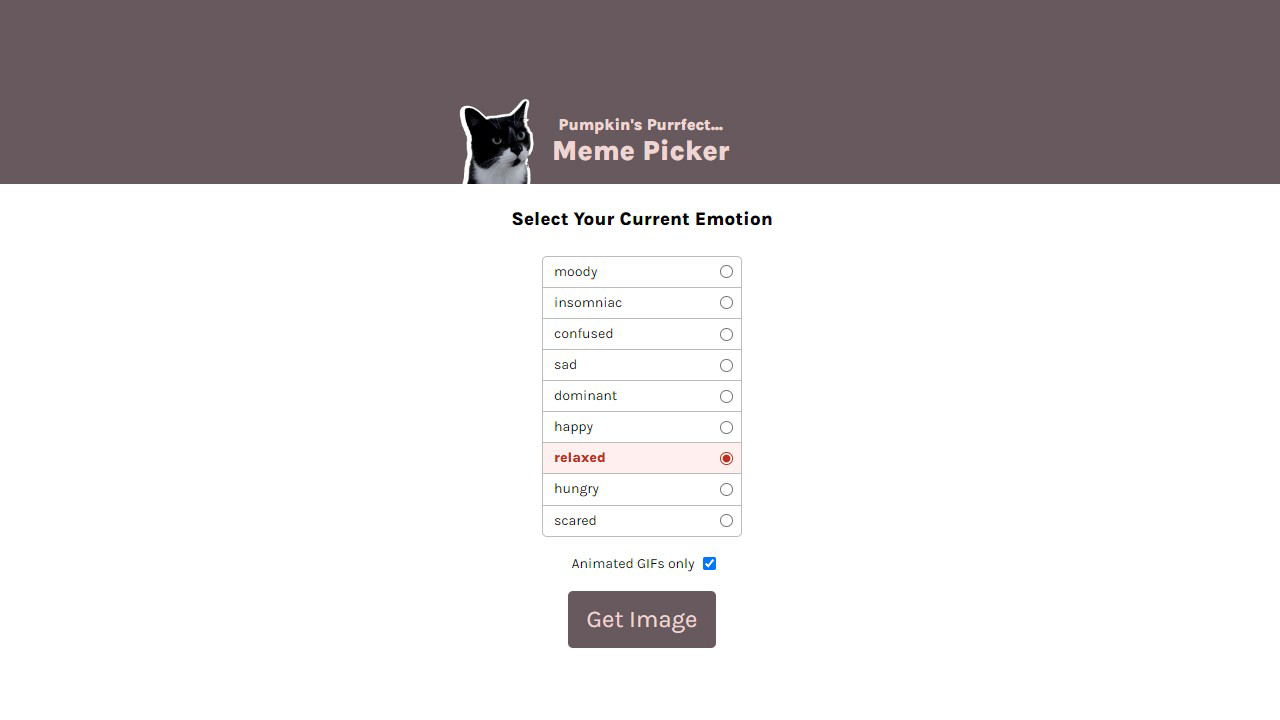 Pumpkin's Purrfect...
Meme Picker
Select Your Current Emotion
moody
insomniac
confused
sad
dominant
happy
relaxed
hungry
scared
Animated GIFs only
Get Image